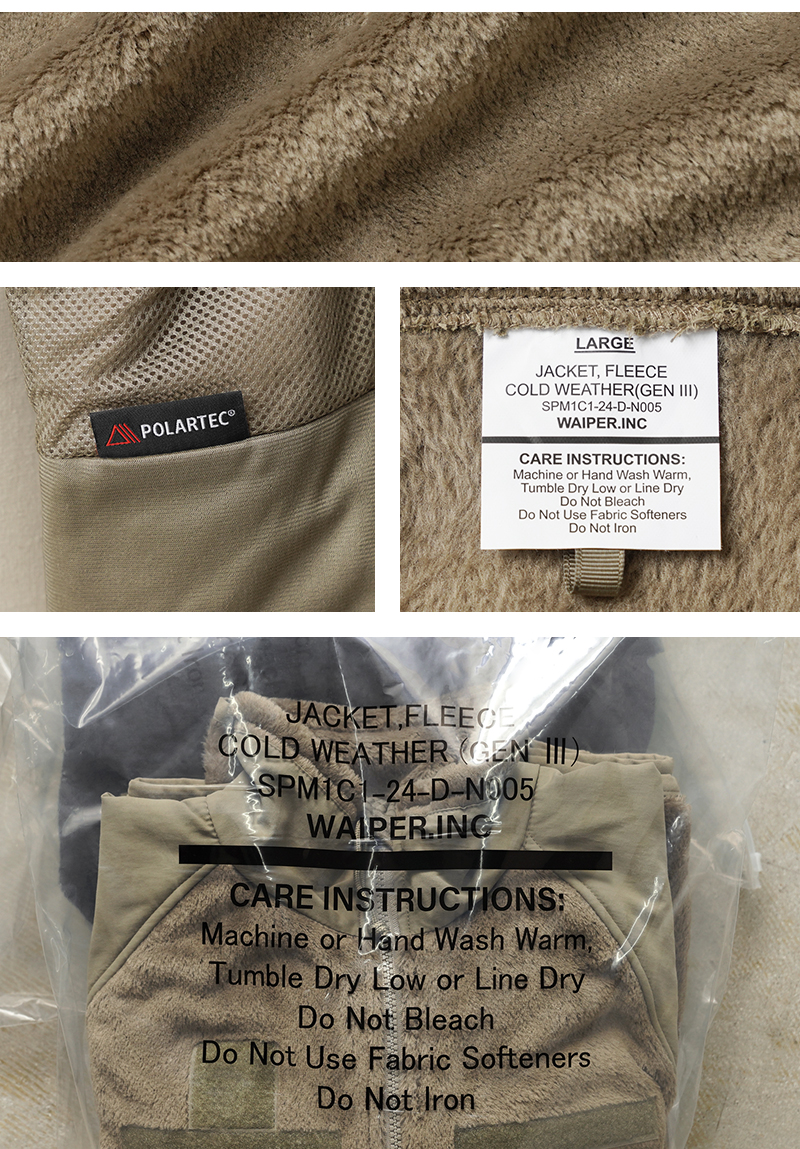 POLARTEC®
LARGE
JACKET, FLEECE
COLD WEATHER(GEN III)
SPM1C1-24-D-N005
WAIPER.INC
CARE INSTRUCTIONS:
Machine or Hand Wash Warm,
Tumble Dry Low or Line Dry
Do Not Bleach
Do Not Use Fabric Softeners
Do Not Iron
JACKET,FLEECE
COLD WEATHER (GEN III)
SPM1C1-24-D-N005
WAIPER.INC
CARE INSTRUCTIONS:
Machine or Hand Wash Warm,
Tumble Dry Low or Line Dry
Do Not Bleach
Do Not Use Fabric Softeners
Do Not Iron